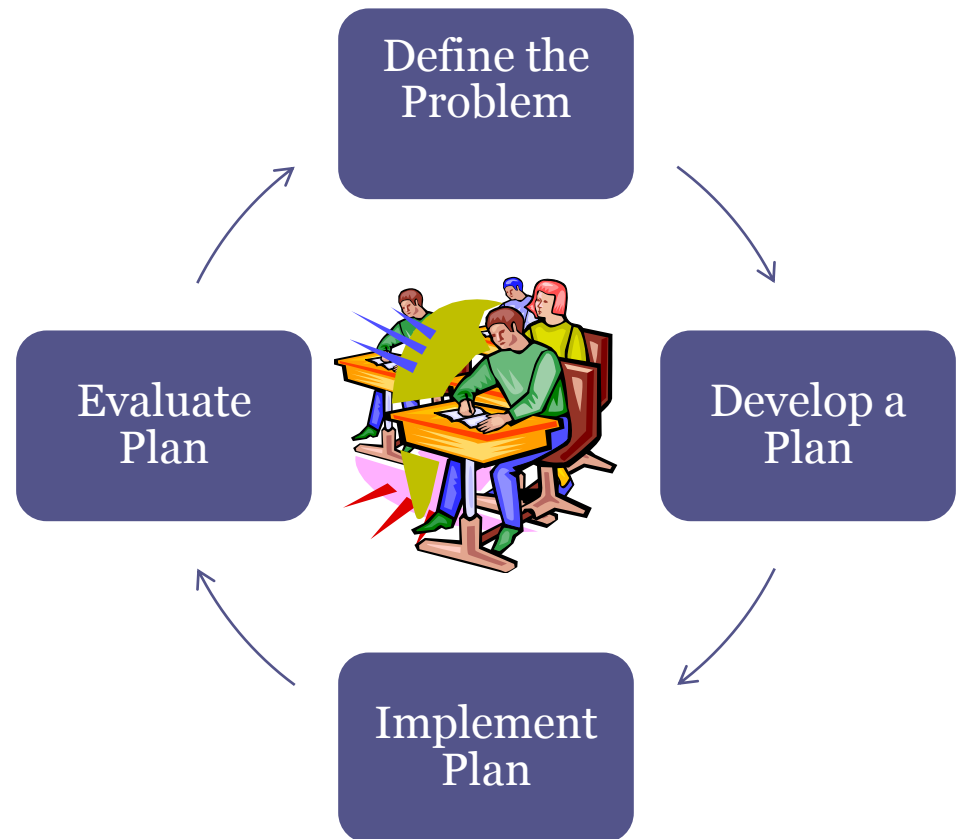 Define the
Problem
Develop a
Plan
Implement
Plan
Evaluate
Plan